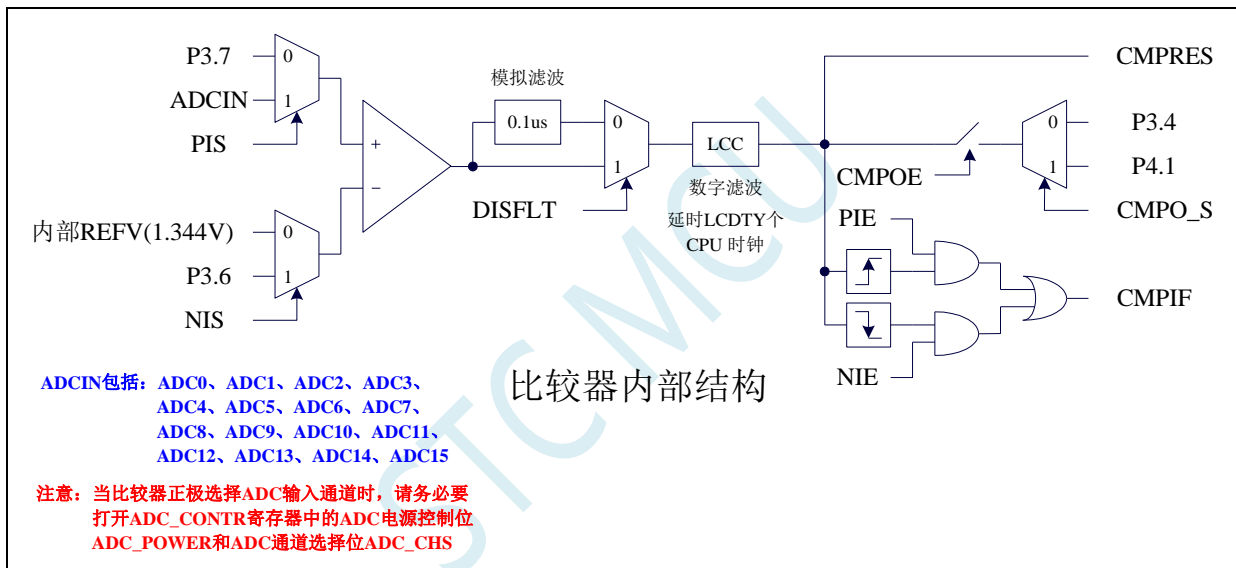 P3.7
0
ADCIN
1
PIS
+
−
内部REFV(1.344V)
0
P3.6
1
NIS
模拟滤波
0.1us
0
1
DISFLT
LCC
数字滤波
延时LCDTY个
CPU 时钟
CMPRES
0
P3.4
1
P4.1
CMPOE
CMPO_S
PIE
CMPIF
NIE
比较器内部结构
ADCIN包括：ADC0、ADC1、ADC2、ADC3、
ADC4、ADC5、ADC6、ADC7、
ADC8、ADC9、ADC10、ADC11、
ADC12、ADC13、ADC14、ADC15
注意：当比较器正极选择ADC输入通道时，请务必要
打开ADC_CONTR寄存器中的ADC电源控制位
ADC_POWER和ADC通道选择位ADC_CHS
STC MCU